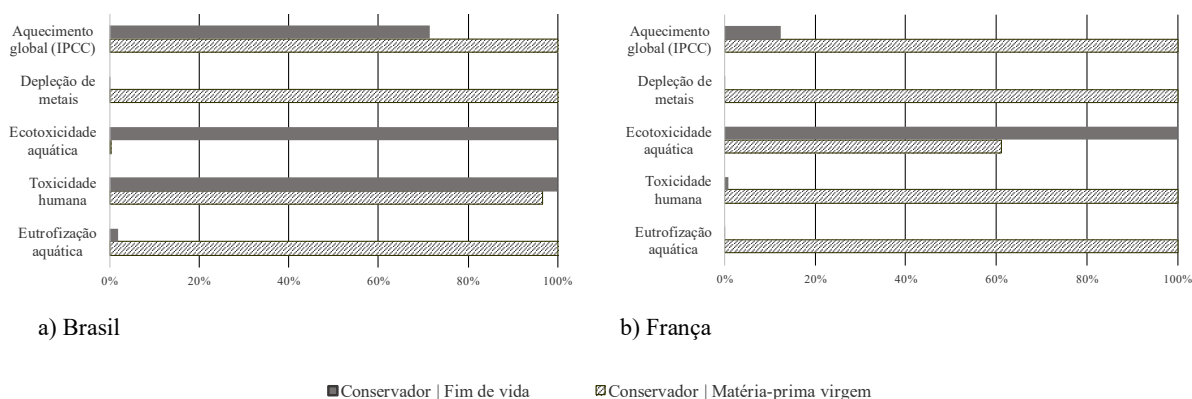 Aquecimento
global (IPCC)
Depleção de
metais
Ecotoxicidade
aquática
Toxicidade
humana
Eutrofização
aquática
0% 20% 40% 60% 80% 100%
a) Brasil
Aquecimento
global (IPCC)
Depleção de
metais
Ecotoxicidade
aquática
Toxicidade
humana
Eutrofização
aquática
0% 20% 40% 60% 80% 100%
b) França
Conservador | Fim de vida
Conservador | Matéria-prima virgem